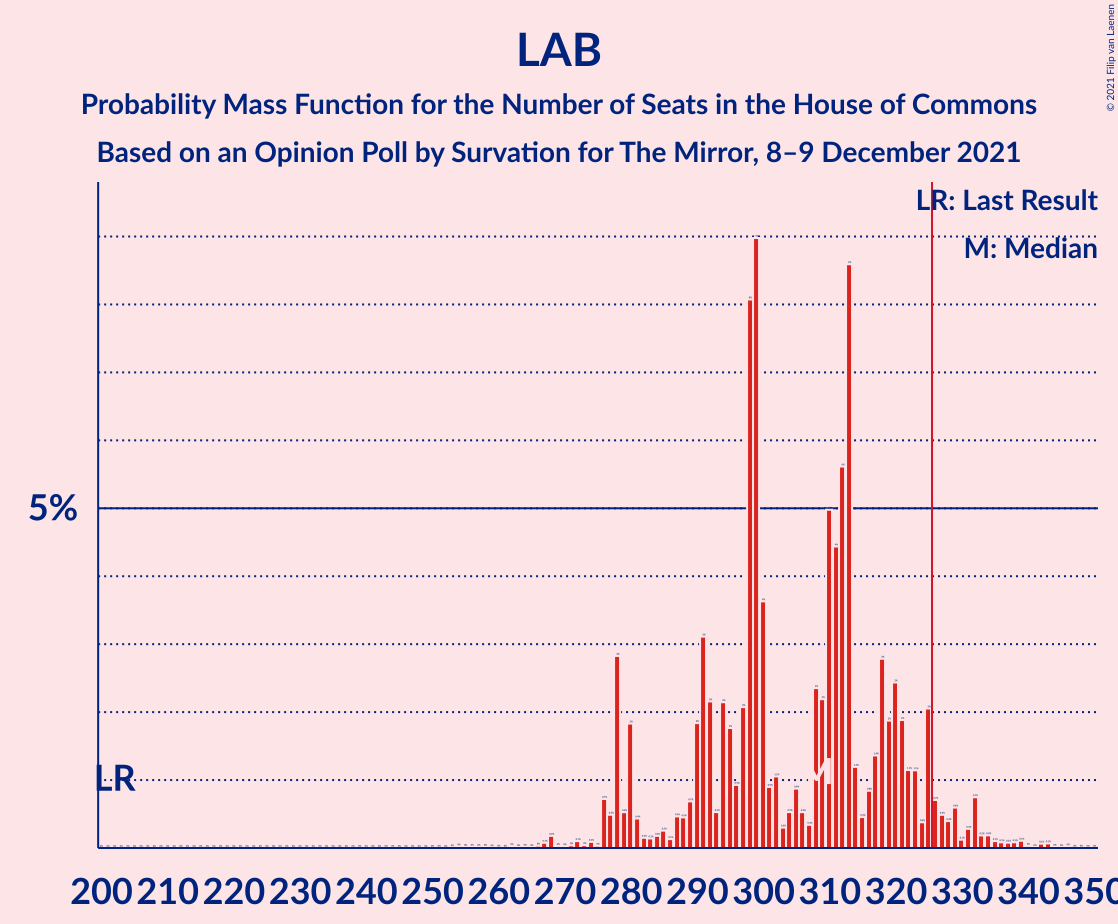 LAB
Probability Mass Function for the Number of Seats in the House of Commons
Based on an Opinion Poll by Survation for The Mirror, 8–9 December 2021
© 2021 Filip van Laenen
LR: Last Result
M: Median
5%
LR
M
200 210 220 230 240 250 260 270 280 290 300 310 320 330 340 350